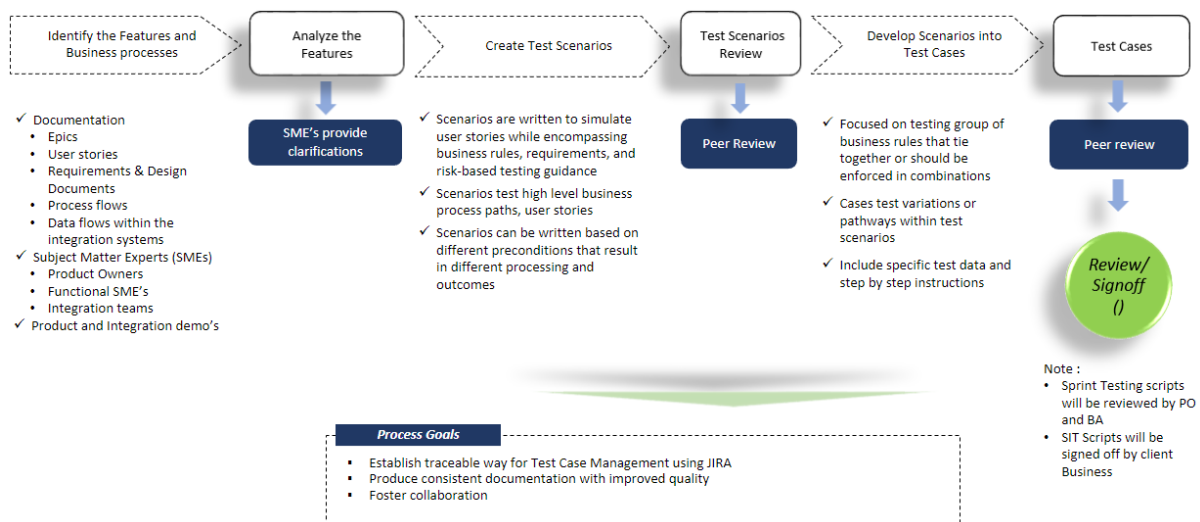 Identify the Features and
Business processes
Analyze the
Features
Create Test Scenarios
Test Scenarios
Review
Develop Scenarios into
Test Cases
Test Cases
✓ Documentation
• Epics
• User stories
• Requirements & Design
Documents
• Process flows
• Data flows within the
integration systems
✓ Subject Matter Experts (SMEs)
• Product Owners
• Functional SME's
• Integration teams
✓ Product and Integration demo's
SME's provide
clarifications
✓ Scenarios are written to simulate
user stories while encompassing
business rules, requirements, and
risk-based testing guidance
✓ Scenarios test high level business
process paths, user stories
✓ Scenarios can be written based on
different preconditions that result
in different processing and
outcomes
Peer Review
✓ Focused on testing group of
business rules that tie
together or should be
enforced in combinations
✓ Cases test variations or
pathways within test
scenarios
✓ Include specific test data and
step by step instructions
Peer review
Review/
Signoff
()
Note :
• Sprint Testing scripts
will be reviewed by PO
and BA
• SIT Scripts will be
signed off by client
Business
Process Goals
▪ Establish traceable way for Test Case Management using JIRA
▪ Produce consistent documentation with improved quality
▪ Foster collaboration